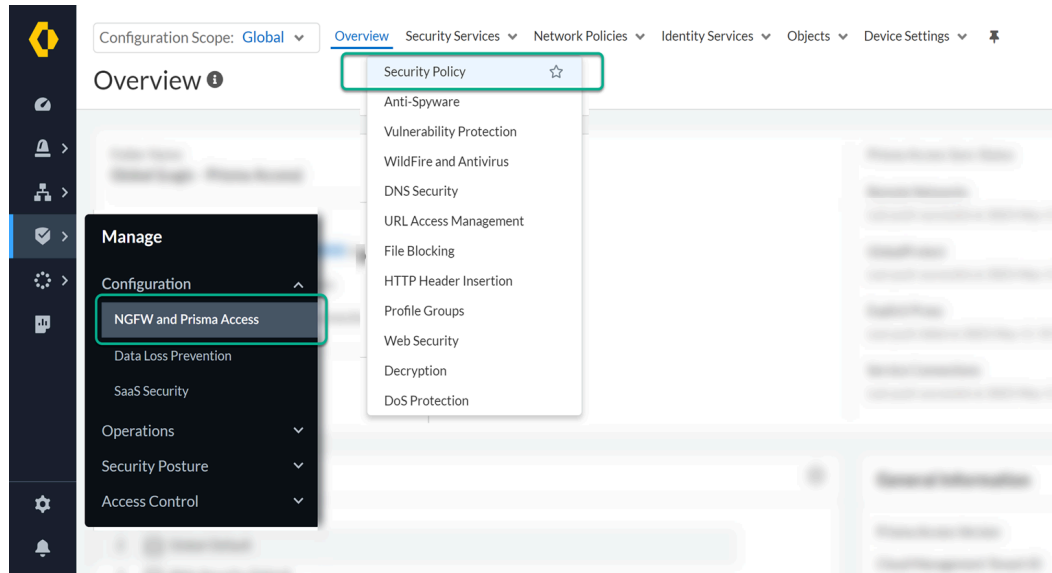 Configuration Scope: Global
Overview
Security Services
Network Policies
Identity Services
Objects
Device Settings
Overview
Security Policy
Anti-Spyware
Vulnerability Protection
WildFire and Antivirus
DNS Security
URL Access Management
File Blocking
HTTP Header Insertion
Profile Groups
Web Security
Decryption
DoS Protection
Manage
Configuration
NGFW and Prisma Access
Data Loss Prevention
SaaS Security
Operations
Security Posture
Access Control
General Information